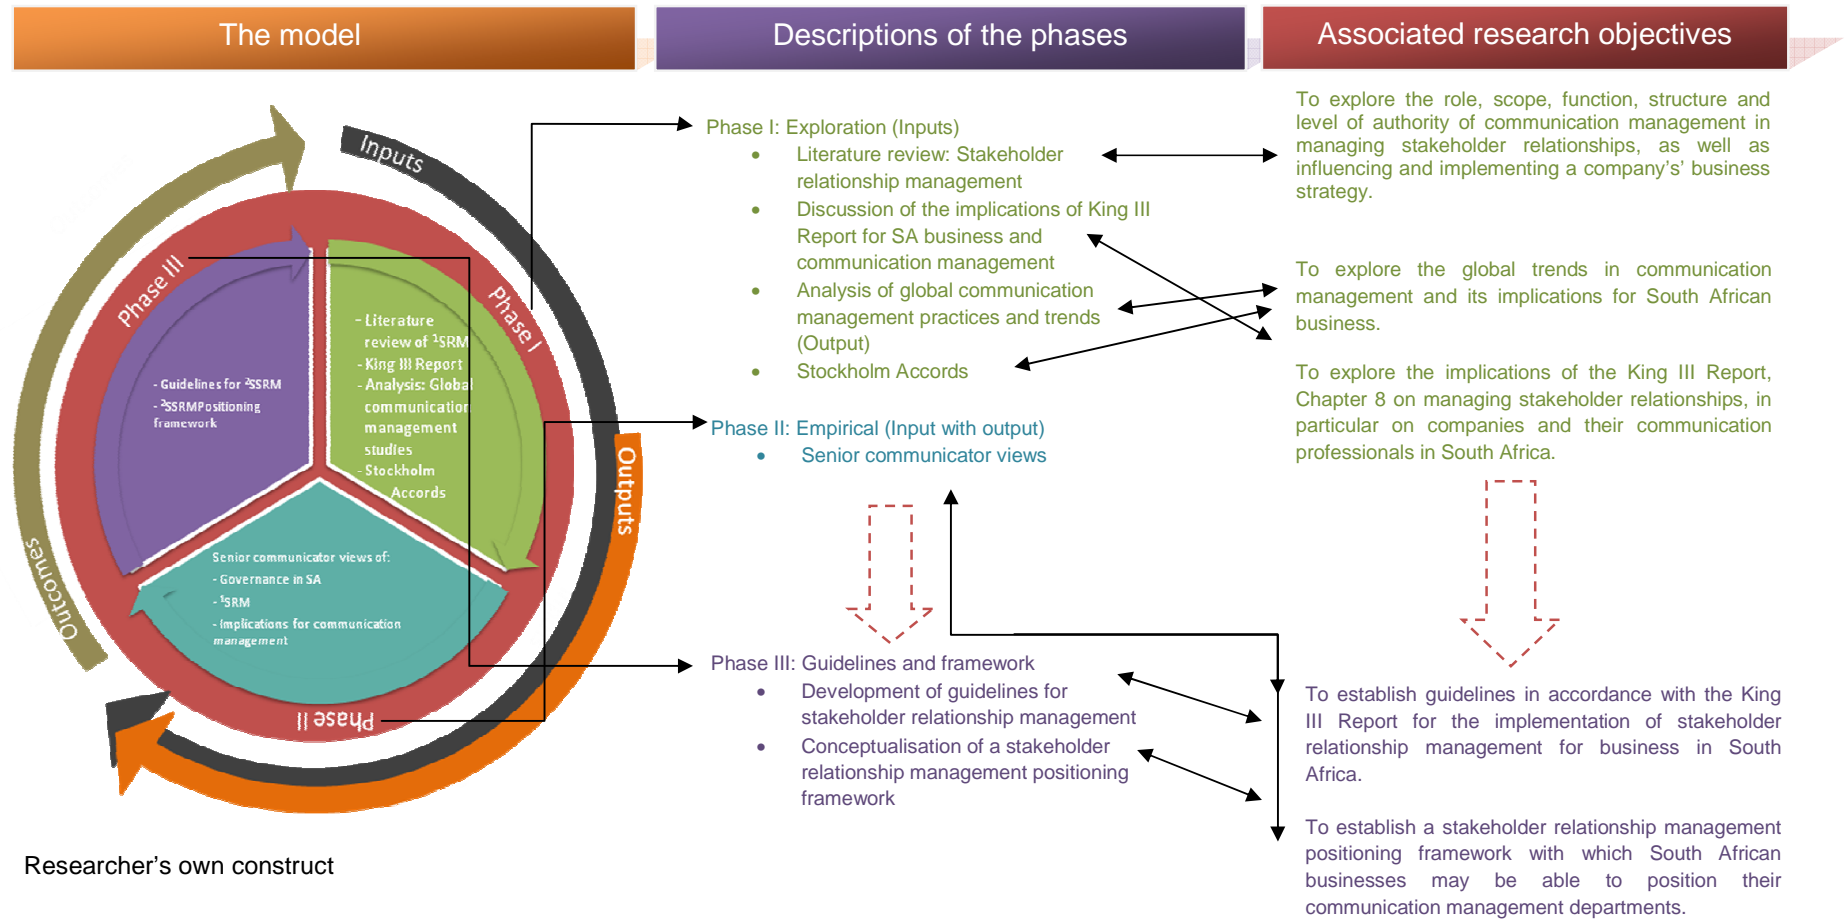 The model
Descriptions of the phases
Associated research objectives
Inputs
Outputs
Outcomes
Phase I
Phase II
Phase III
- Literature
review of ¹SRM
- King III Report
- Analysis: Global
communication
management
studies
- Stockholm
Accords
- Guidelines for ²SSRM
- ²SSRMPositioning
framework
Senior communicator views of:
- Governance in SA
- ¹SRM
- Implications for communication
management
Phase I: Exploration (Inputs)
• Literature review: Stakeholder
relationship management
• Discussion of the implications of King III
Report for SA business and
communication management
• Analysis of global communication
management practices and trends
(Output)
• Stockholm Accords
Phase II: Empirical (Input with output)
• Senior communicator views
Phase III: Guidelines and framework
• Development of guidelines for
stakeholder relationship management
• Conceptualisation of a stakeholder
relationship management positioning
framework
To explore the role, scope, function, structure and
level of authority of communication management in
managing stakeholder relationships, as well as
influencing and implementing a company's' business
strategy.
To explore the global trends in communication
management and its implications for South African
business.
To explore the implications of the King III Report,
Chapter 8 on managing stakeholder relationships, in
particular on companies and their communication
professionals in South Africa.
To establish guidelines in accordance with the King
III Report for the implementation of stakeholder
relationship management for business in South
Africa.
To establish a stakeholder relationship management
positioning framework with which South African
businesses may be able to position their
communication management departments.
Researcher's own construct